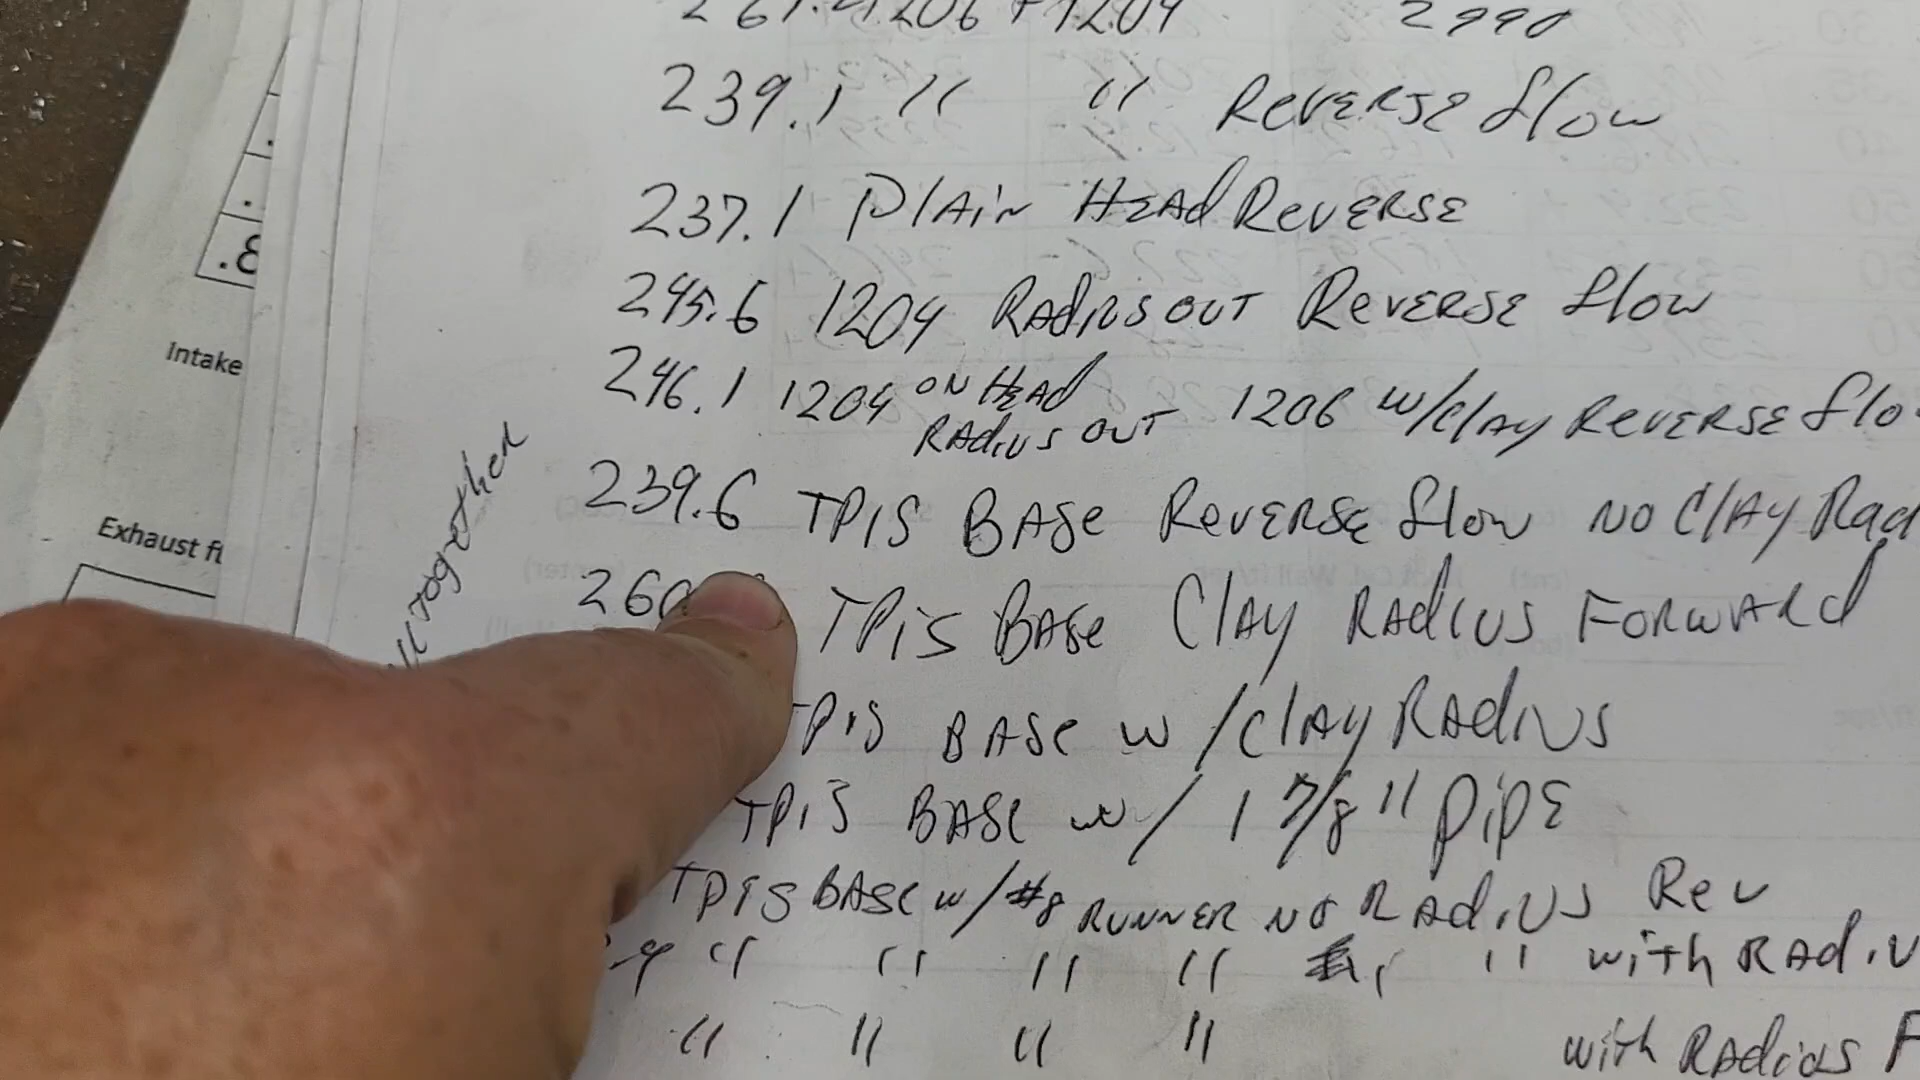 239.1 " " REVERSE flow
237.1 PlAiN HEAd REVERSE
245.6 1204 RAdius OUT REVERSE flow
246.1 1204 ON HEAd RAdius OUT 1206 w/ClAy REVERSE flo
239.6 TPIS BASe REVERSE flow NO ClAy Rad
260 TPiS BASe ClAy RAdius FORWARd
TPIS BASE w/ClAy RAdius
TPIS BASE w/ 1 7/8" PipE
TPIS BASE w/ #8 RUNNER NO RAdius Rev
" " " " " with RAdiu
" " " " with RAdius F
Intake
Exhaust fl
together